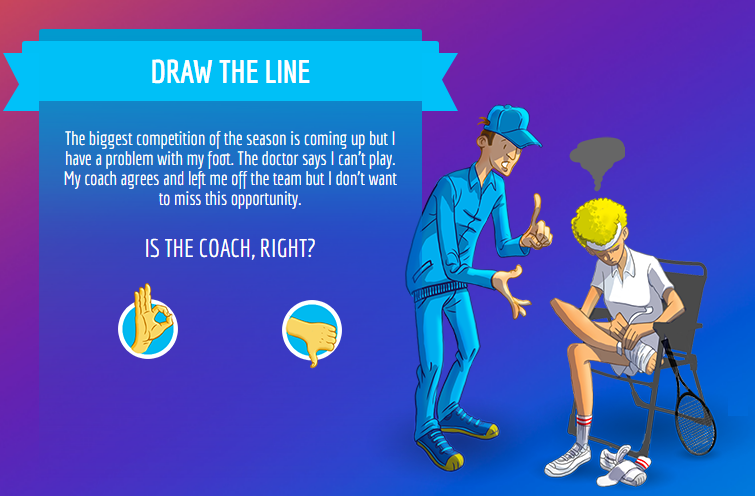 DRAW THE LINE
The biggest competition of the season is coming up but I
have a problem with my foot. The doctor says I can't play.
My coach agrees and left me off the team but I don't want
to miss this opportunity.
IS THE COACH, RIGHT?